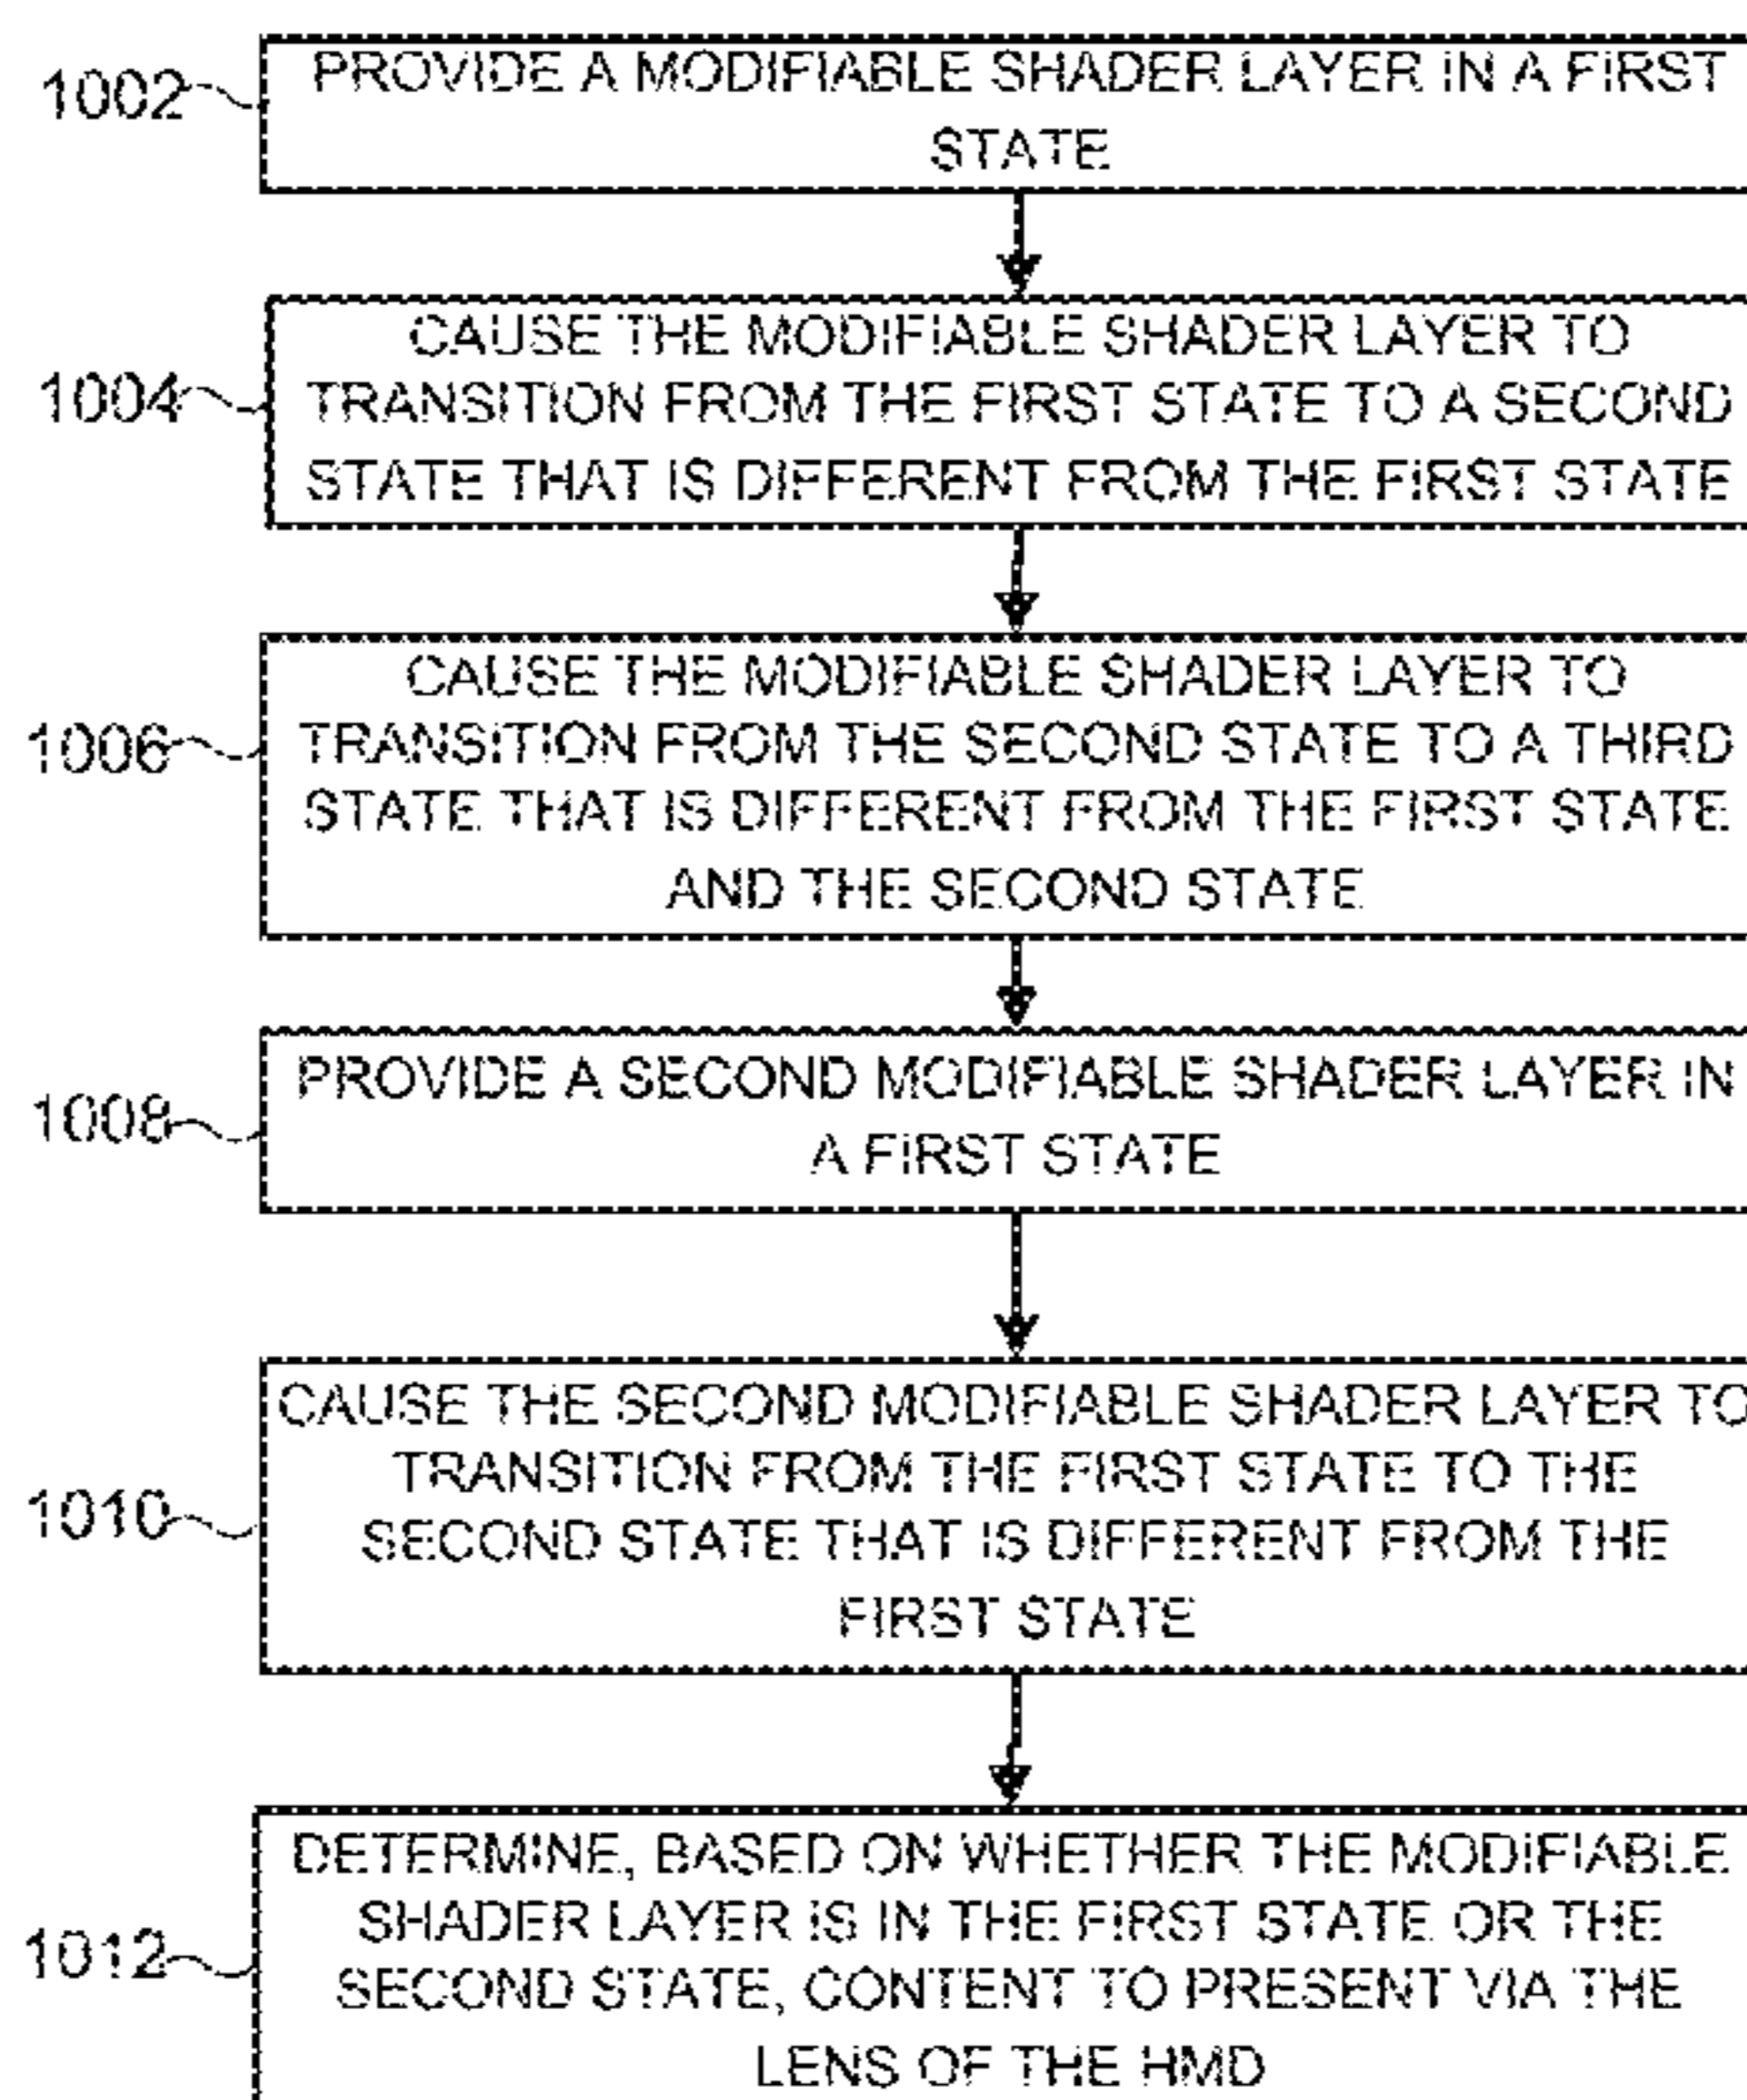 1002
PROVIDE A MODIFIABLE SHADER LAYER IN A FIRST
STATE
1004
CAUSE THE MODIFIABLE SHADER LAYER TO
TRANSITION FROM THE FIRST STATE TO A SECOND
STATE THAT IS DIFFERENT FROM THE FIRST STATE
1006
CAUSE THE MODIFIABLE SHADER LAYER TO
TRANSITION FROM THE SECOND STATE TO A THIRD
STATE THAT IS DIFFERENT FROM THE FIRST STATE
AND THE SECOND STATE
1008
PROVIDE A SECOND MODIFIABLE SHADER LAYER IN
A FIRST STATE
1010
CAUSE THE SECOND MODIFIABLE SHADER LAYER TO
TRANSITION FROM THE FIRST STATE TO THE
SECOND STATE THAT IS DIFFERENT FROM THE
FIRST STATE
1012
DETERMINE, BASED ON WHETHER THE MODIFIABLE
SHADER LAYER IS IN THE FIRST STATE OR THE
SECOND STATE, CONTENT TO PRESENT VIA THE
LENS OF THE HMD